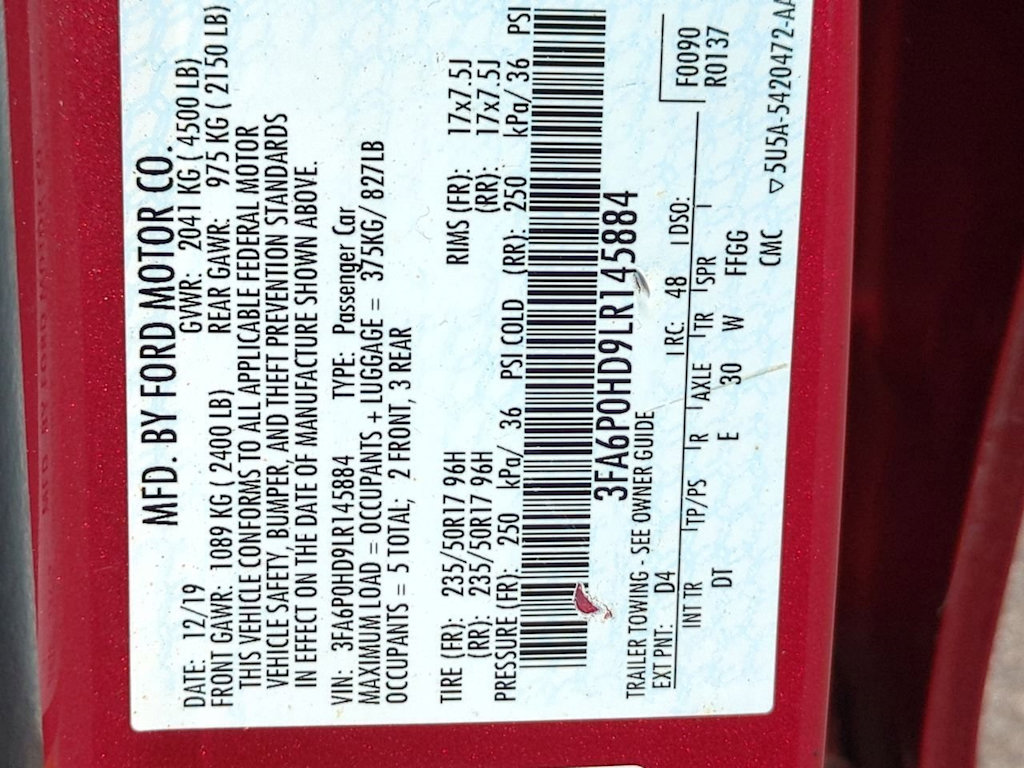 MFD. BY FORD MOTOR CO.
DATE: 12/19 GVWR: 2041 KG ( 4500 LB)
FRONT GAWR: 1089 KG ( 2400 LB) REAR GAWR: 975 KG ( 2150 LB)
THIS VEHICLE CONFORMS TO ALL APPLICABLE FEDERAL MOTOR
VEHICLE SAFETY, BUMPER, AND THEFT PREVENTION STANDARDS
IN EFFECT ON THE DATE OF MANUFACTURE SHOWN ABOVE.
VIN: 3FA6P0HD9LR145884 TYPE: Passenger Car
MAXIMUM LOAD = OCCUPANTS + LUGGAGE = 375KG/ 827LB
OCCUPANTS = 5 TOTAL; 2 FRONT, 3 REAR
TIRE (FR): 235/50R17 96H RIMS (FR): 17x7.5J
(RR): 235/50R17 96H (RR): 17x7.5J
PRESSURE (FR): 250 kPa/ 36 PSI COLD (RR): 250 kPa/ 36 PSI
3FA6P0HD9LR145884
TRAILER TOWING - SEE OWNER GUIDE
F0090
R0137
EXT PNT: D4 RC: 48 DSO:
INT TR TP/PS R AXLE TR SPR
DT E 30 W FFGG
CMC ▽5U5A-5420472-AA